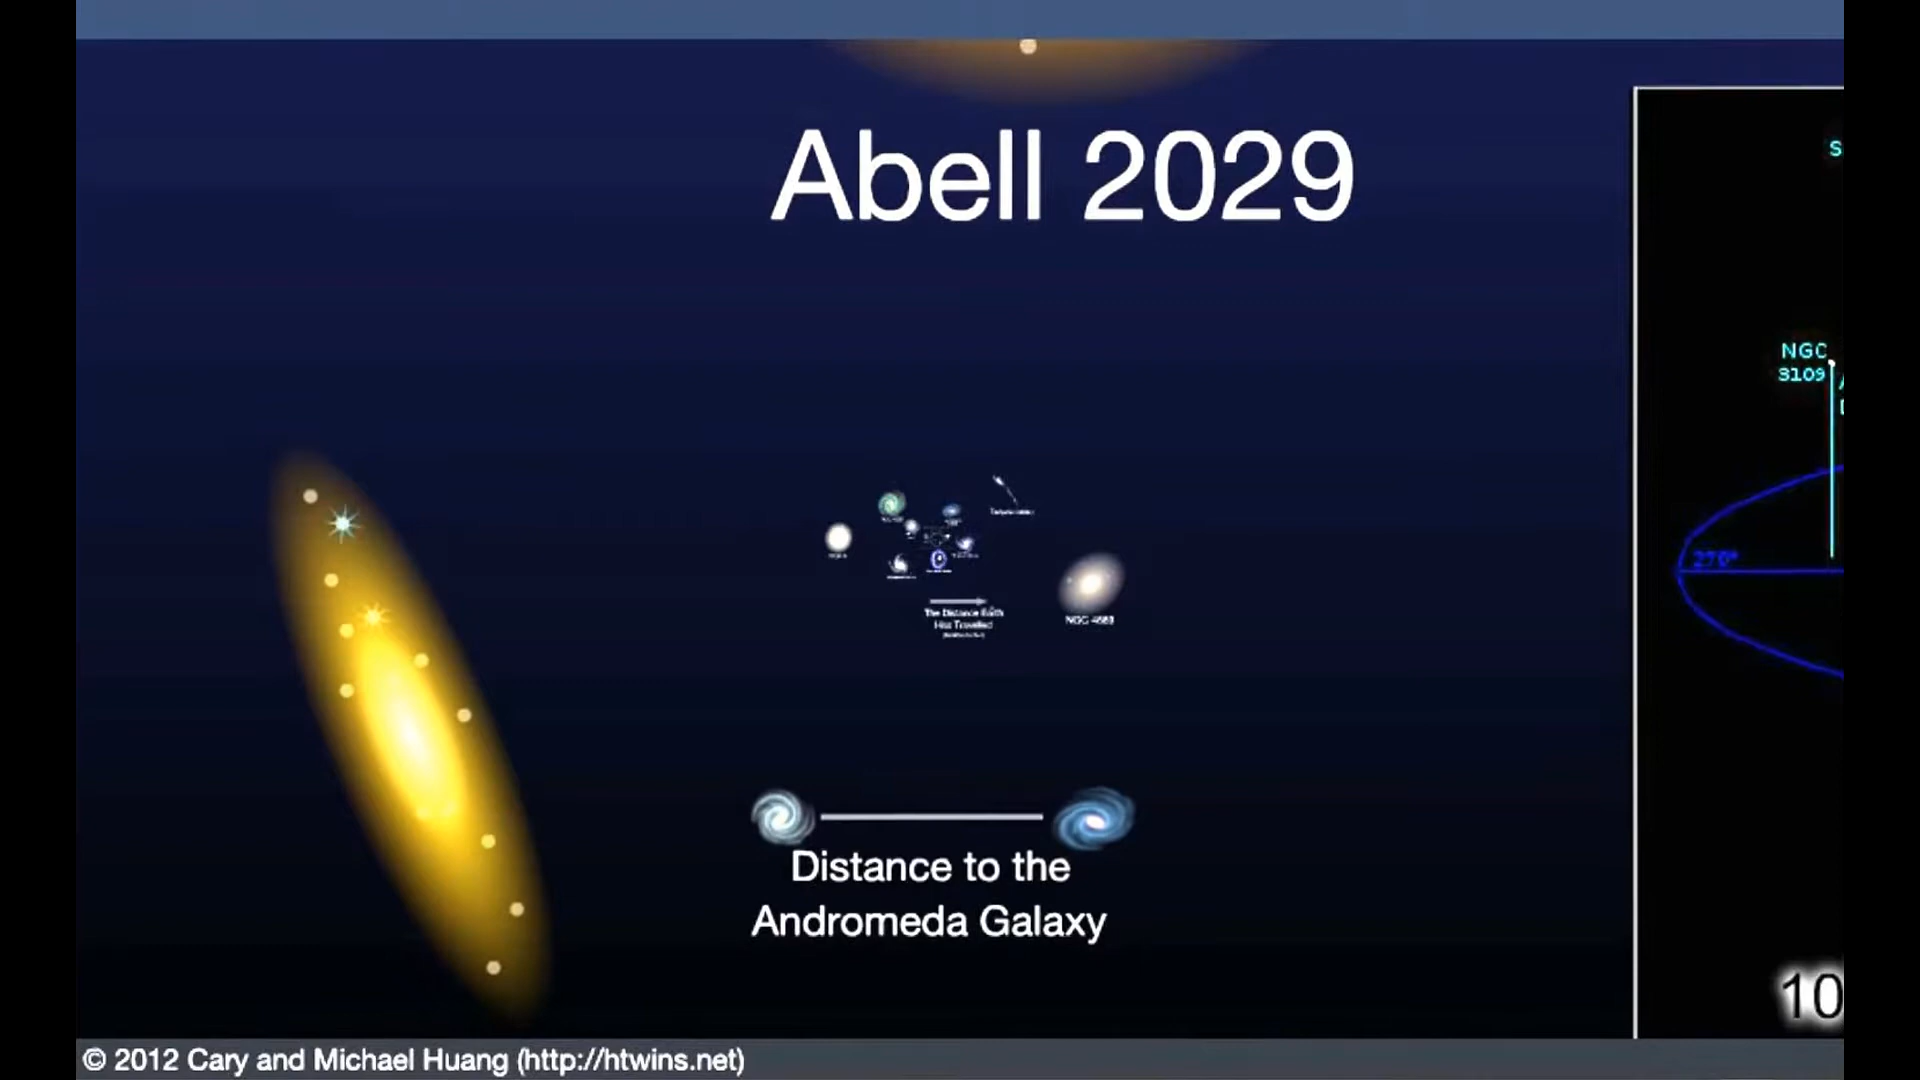 Abell 2029
S
NGC
3109
270°
The Distance Earth
Has Travelled
NGC 4889
Distance to the
Andromeda Galaxy
10
© 2012 Cary and Michael Huang (http://htwins.net)